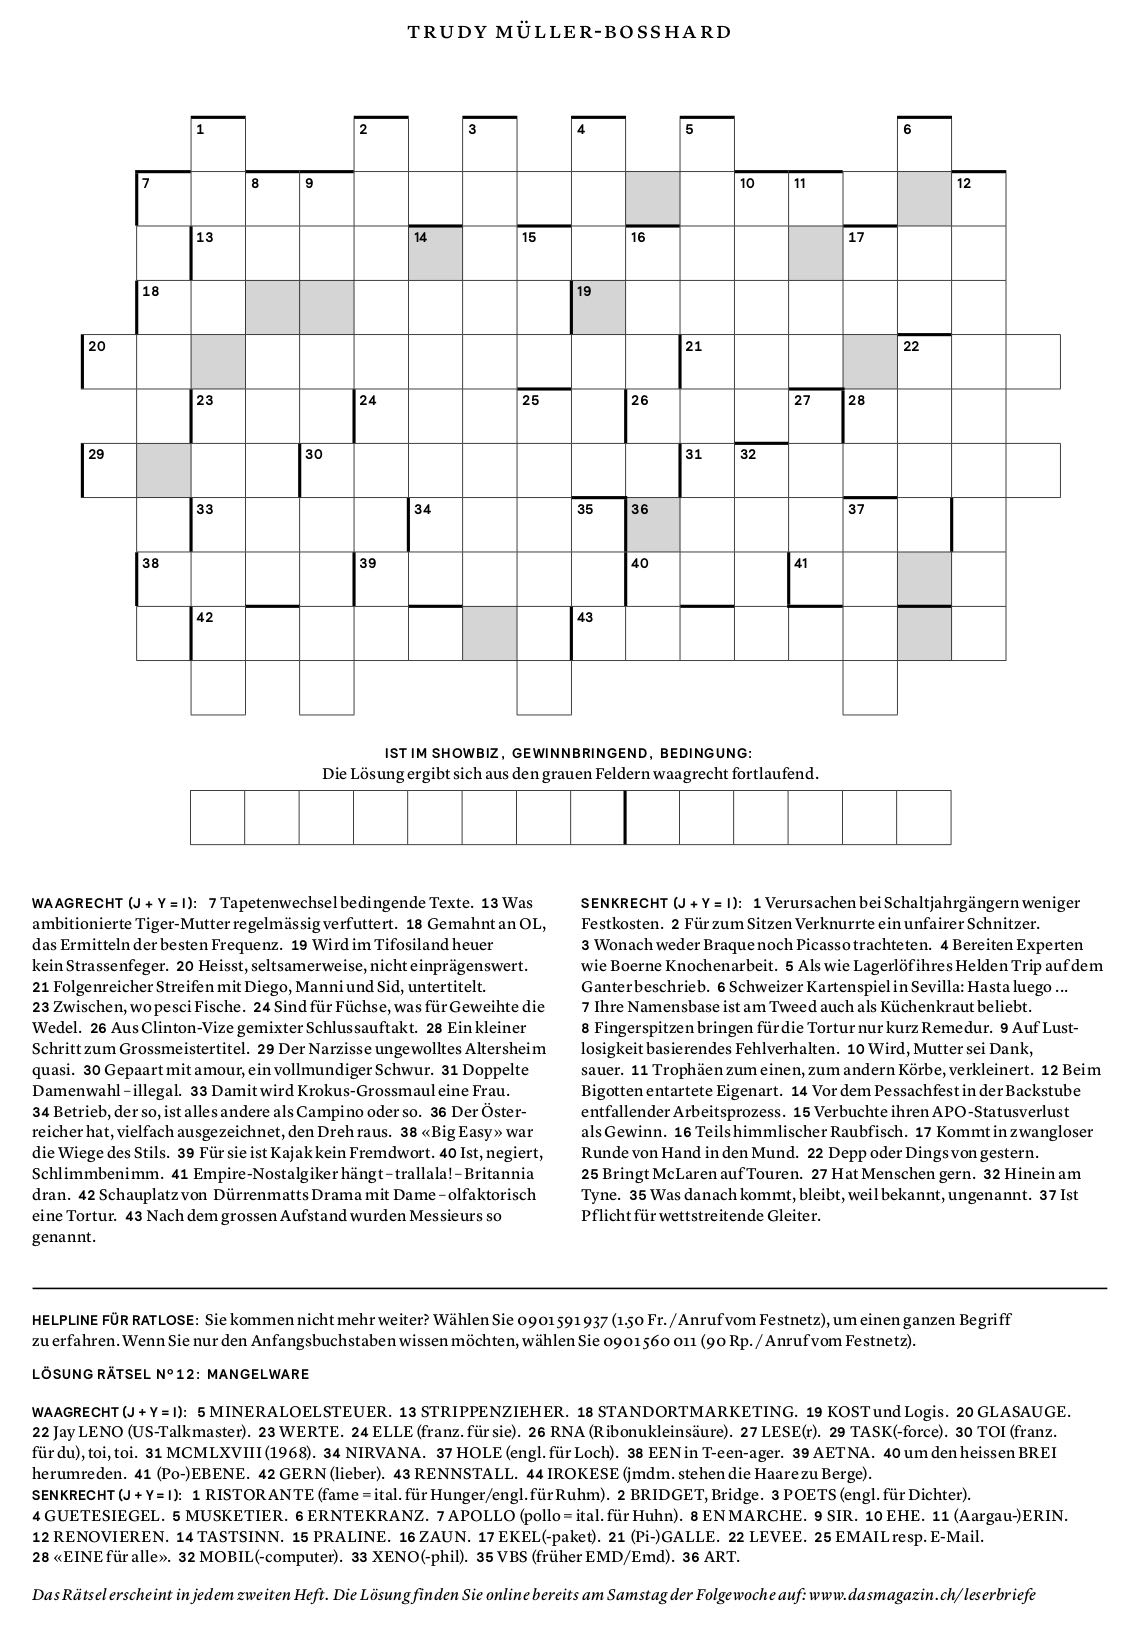 TRUDY MÜLLER-BOSSHARD
1 2 3 4 5 6
7 8 9 10 11 12
13 14 15 16 17
18 19
20 21 22
23 24 25 26 27 28
29 30 31 32
33 34 35 36 37
38 39 40 41
42 43
IST IM SHOWBIZ, GEWINNBRINGEND, BEDINGUNG:
Die Lösung ergibt sich aus den grauen Feldern waagrecht fortlaufend.
WAAGRECHT (J + Y = I): 7 Tapetenwechsel bedingende Texte. 13 Was
ambitionierte Tiger-Mutter regelmässig verfuttert. 18 Gemahnt an OL,
das Ermitteln der besten Frequenz. 19 Wird im Tifosiland heuer
kein Strassenfeger. 20 Heisst, seltsamerweise, nicht einprägenswert.
21 Folgenreicher Streifen mit Diego, Manni und Sid, untertitelt.
23 Zwischen, wo pesci Fische. 24 Sind für Füchse, was für Geweihte die
Wedel. 26 Aus Clinton-Vize gemixter Schlussauftakt. 28 Ein kleiner
Schritt zum Grossmeistertitel. 29 Der Narzisse ungewolltes Altersheim
quasi. 30 Gepaart mit amour, ein vollmundiger Schwur. 31 Doppelte
Damenwahl – illegal. 33 Damit wird Krokus-Grossmaul eine Frau.
34 Betrieb, der so, ist alles andere als Campino oder so. 36 Der Öster-
reicher hat, vielfach ausgezeichnet, den Dreh raus. 38 «Big Easy» war
die Wiege des Stils. 39 Für sie ist Kajak kein Fremdwort. 40 Ist, negiert,
Schlimmbenimm. 41 Empire-Nostalgiker hängt – trallala! – Britannia
dran. 42 Schauplatz von Dürrenmatts Drama mit Dame – olfaktorisch
eine Tortur. 43 Nach dem grossen Aufstand wurden Messieurs so
genannt.
SENKRECHT (J + Y = I): 1 Verursachen bei Schaltjahrgängern weniger
Festkosten. 2 Für zum Sitzen Verknurrte ein unfairer Schnitzer.
3 Wonach weder Braque noch Picasso trachteten. 4 Bereiten Experten
wie Boerne Knochenarbeit. 5 Als wie Lagerlöf ihres Helden Trip auf dem
Ganter beschrieb. 6 Schweizer Kartenspiel in Sevilla: Hasta luego ...
7 Ihre Namensbase ist am Tweed auch als Küchenkraut beliebt.
8 Fingerspitzen bringen für die Tortur nur kurz Remedur. 9 Auf Lust-
losigkeit basierendes Fehlverhalten. 10 Wird, Mutter sei Dank,
sauer. 11 Trophäen zum einen, zum andern Körbe, verkleinert. 12 Beim
Bigotten entartete Eigenart. 14 Vor dem Pessachfest in der Backstube
entfallender Arbeitsprozess. 15 Verbuchte ihren APO-Statusverlust
als Gewinn. 16 Teils himmlischer Raubfisch. 17 Kommt in zwangloser
Runde von Hand in den Mund. 22 Depp oder Dings von gestern.
25 Bringt McLaren auf Touren. 27 Hat Menschen gern. 32 Hinein am
Tyne. 35 Was danach kommt, bleibt, weil bekannt, ungenannt. 37 Ist
Pflicht für wettstreitende Gleiter.
HELPLINE FÜR RATLOSE: Sie kommen nicht mehr weiter? Wählen Sie 0901 591 937 (1.50 Fr. / Anruf vom Festnetz), um einen ganzen Begriff
zu erfahren. Wenn Sie nur den Anfangsbuchstaben wissen möchten, wählen Sie 0901 560 011 (90 Rp. / Anruf vom Festnetz).
LÖSUNG RÄTSEL Nº 12: MANGELWARE
WAAGRECHT (J + Y = I): 5 MINERALOELSTEUER. 13 STRIPPENZIEHER. 18 STANDORTMARKETING. 19 KOST und Logis. 20 GLASAUGE.
22 Jay LENO (US-Talkmaster). 23 WERTE. 24 ELLE (franz. für sie). 26 RNA (Ribonukleinsäure). 27 LESE(r). 29 TASK(-force). 30 TOI (franz.
für du), toi, toi. 31 MCMLXVIII (1968). 34 NIRVANA. 37 HOLE (engl. für Loch). 38 EEN in T-een-ager. 39 AETNA. 40 um den heissen BREI
herumreden. 41 (Po-)EBENE. 42 GERN (lieber). 43 RENNSTALL. 44 IROKESE (jmdm. stehen die Haare zu Berge).
SENKRECHT (J + Y = I): 1 RISTORANTE (fame = ital. für Hunger/engl. für Ruhm). 2 BRIDGET, Bridge. 3 POETS (engl. für Dichter).
4 GUETESIEGEL. 5 MUSKETIER. 6 ERNTEKRANZ. 7 APOLLO (pollo = ital. für Huhn). 8 EN MARCHE. 9 SIR. 10 EHE. 11 (Aargau-)ERIN.
12 RENOVIEREN. 14 TASTSINN. 15 PRALINE. 16 ZAUN. 17 EKEL(-paket). 21 (Pi-)GALLE. 22 LEVEE. 25 EMAIL resp. E-Mail.
28 «EINE für alle». 32 MOBIL(-computer). 33 XENO(-phil). 35 VBS (früher EMD/Emd). 36 ART.
Das Rätsel erscheint in jedem zweiten Heft. Die Lösung finden Sie online bereits am Samstag der Folgewoche auf: www.dasmagazin.ch/leserbriefe